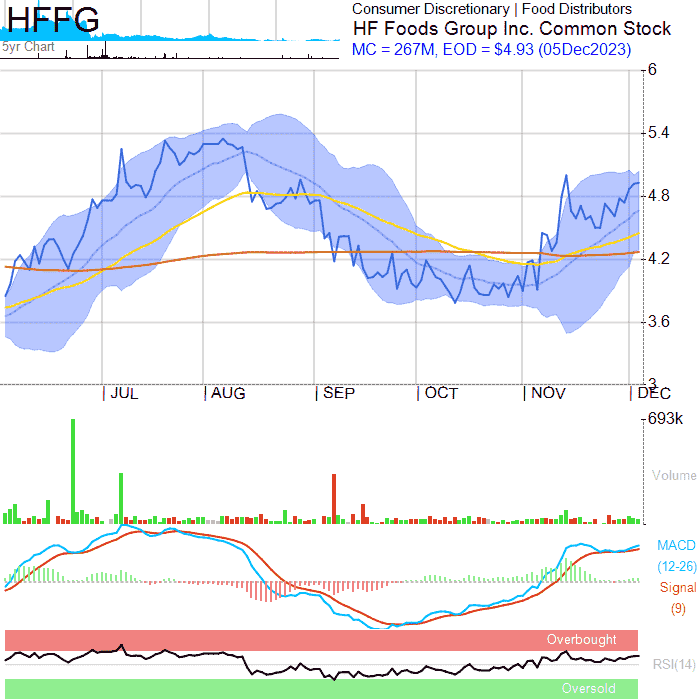 HFFG
5yr Chart
Consumer Discretionary | Food Distributors
HF Foods Group Inc. Common Stock
MC = 267M, EOD = $4.93 (05Dec2023)
6
5.4
4.8
4.2
3.6
3
JUL
AUG
SEP
OCT
NOV
DEC
693k
Volume
MACD
(12-26)
Signal
(9)
Overbought
RSI(14)
Oversold